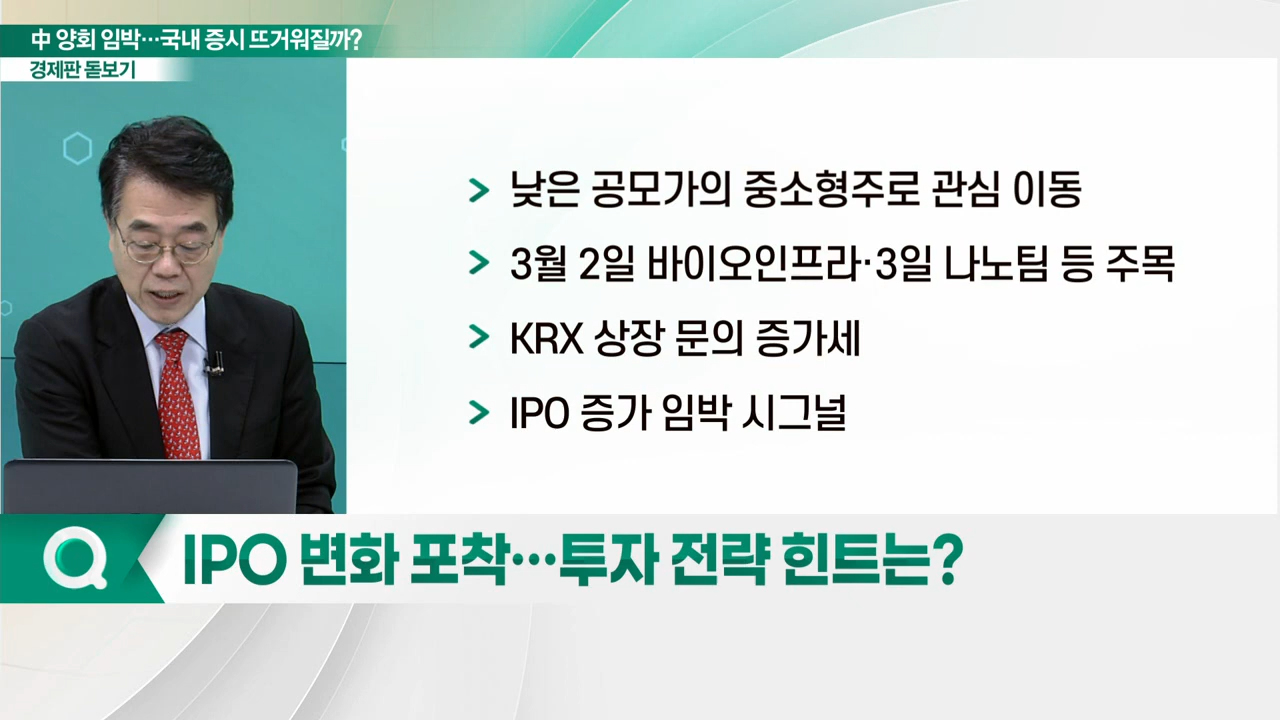 中 양회 임박…국내 증시 뜨거워질까?
경제판 돋보기
> 낮은 공모가의 중소형주로 관심 이동
> 3월 2일 바이오인프라·3일 나노팀 등 주목
> KRX 상장 문의 증가세
> IPO 증가 임박 시그널
IPO 변화 포착…투자 전략 힌트는?